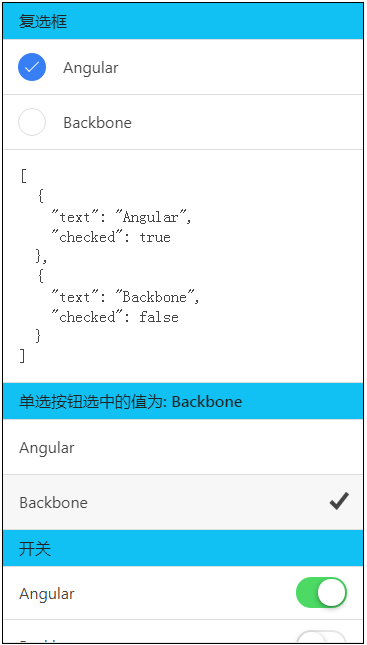 复选框
Angular
Backbone
[
  {
    "text": "Angular",
    "checked": true
  },
  {
    "text": "Backbone",
    "checked": false
  }
]
单选按钮选中的值为: Backbone
Angular
Backbone
开关
Angular